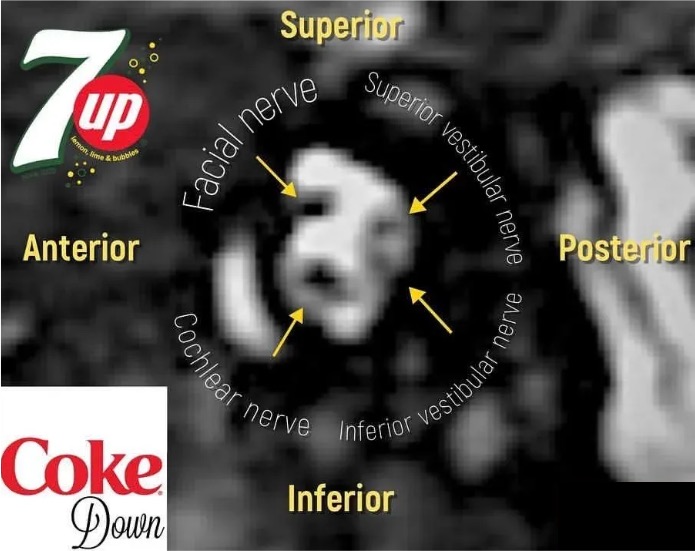 Superior
7up
lemon, lime & bubbles
Facial nerve
Superior vestibular nerve
Anterior
Posterior
Cochlear nerve
Inferior vestibular nerve
Coke
Down
Inferior